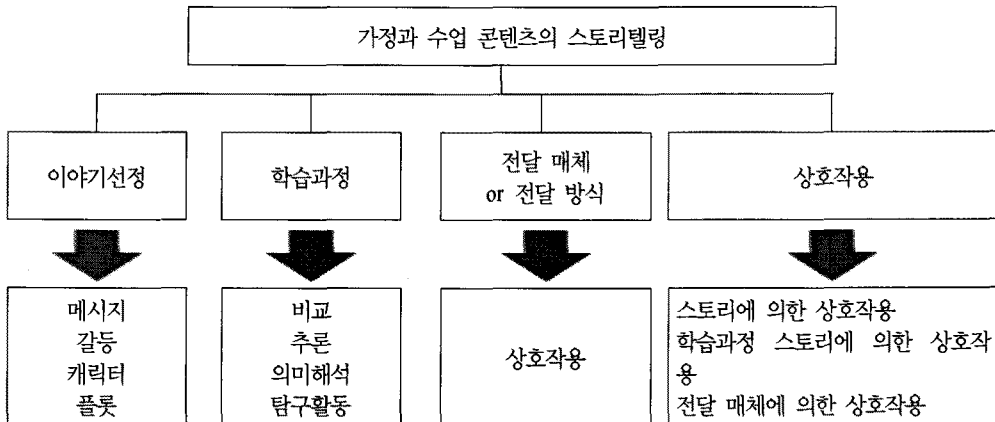 가정과 수업 콘텐츠의 스토리텔링
이야기선정
학습과정
전달 매체
or 전달 방식
상호작용
메시지
갈등
캐릭터
플롯
비교
추론
의미해석
탐구활동
상호작용
스토리에 의한 상호작용
학습과정 스토리에 의한 상호작
용
전달 매체에 의한 상호작용